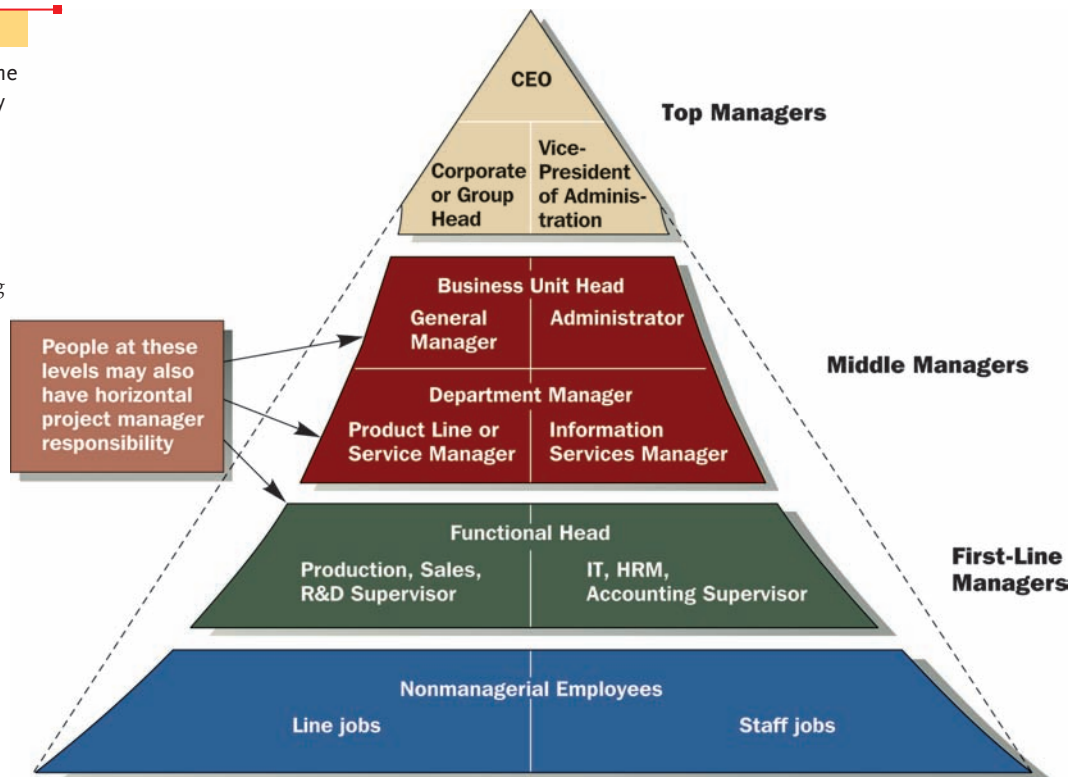 CEO
Top Managers
Corporate
or Group
Head
Vice-
President
of Adminis-
tration
Business Unit Head
General
Manager
Administrator
Middle Managers
Department Manager
Product Line or
Service Manager
Information
Services Manager
People at these
levels may also
have horizontal
project manager
responsibility
Functional Head
Production, Sales,
R&D Supervisor
IT, HRM,
Accounting Supervisor
First-Line
Managers
Nonmanagerial Employees
Line jobs
Staff jobs